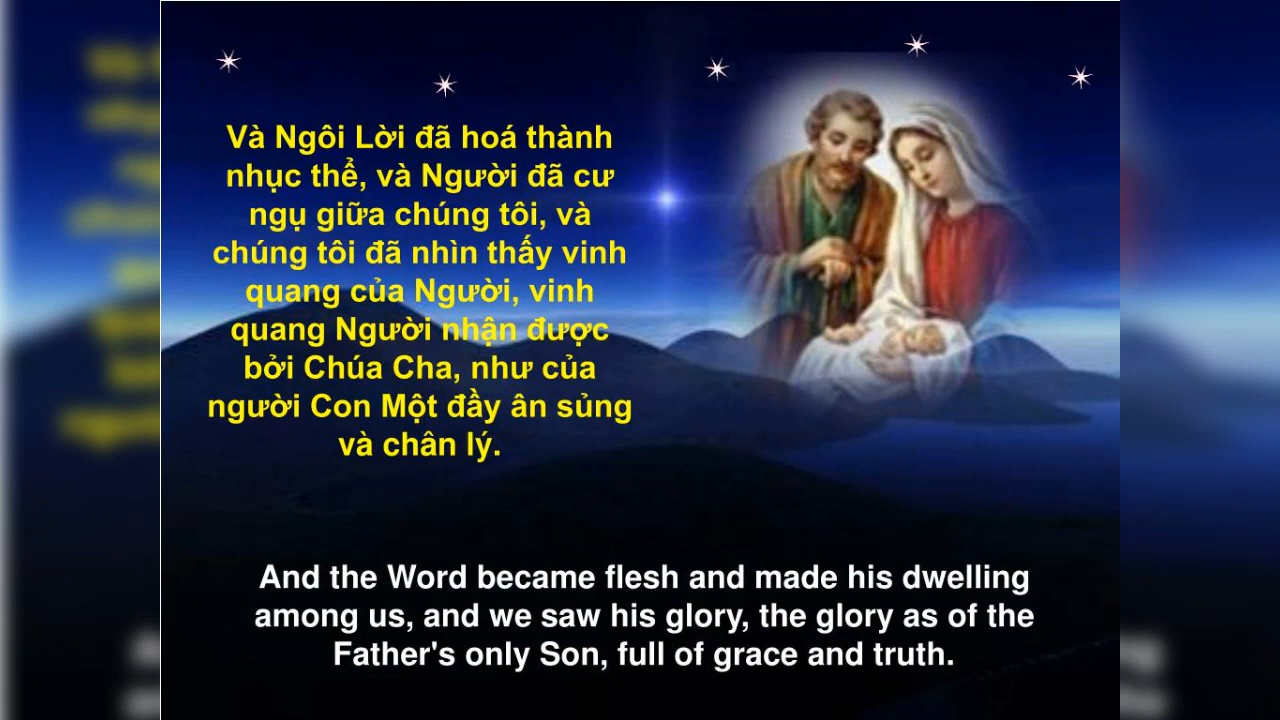 Và Ngôi Lời đã hoá thành
nhục thể, và Người đã cư
ngụ giữa chúng tôi, và
chúng tôi đã nhìn thấy vinh
quang của Người, vinh
quang Người nhận được
bởi Chúa Cha, như của
người Con Một đầy ân sủng
và chân lý.
And the Word became flesh and made his dwelling
among us, and we saw his glory, the glory as of the
Father's only Son, full of grace and truth.